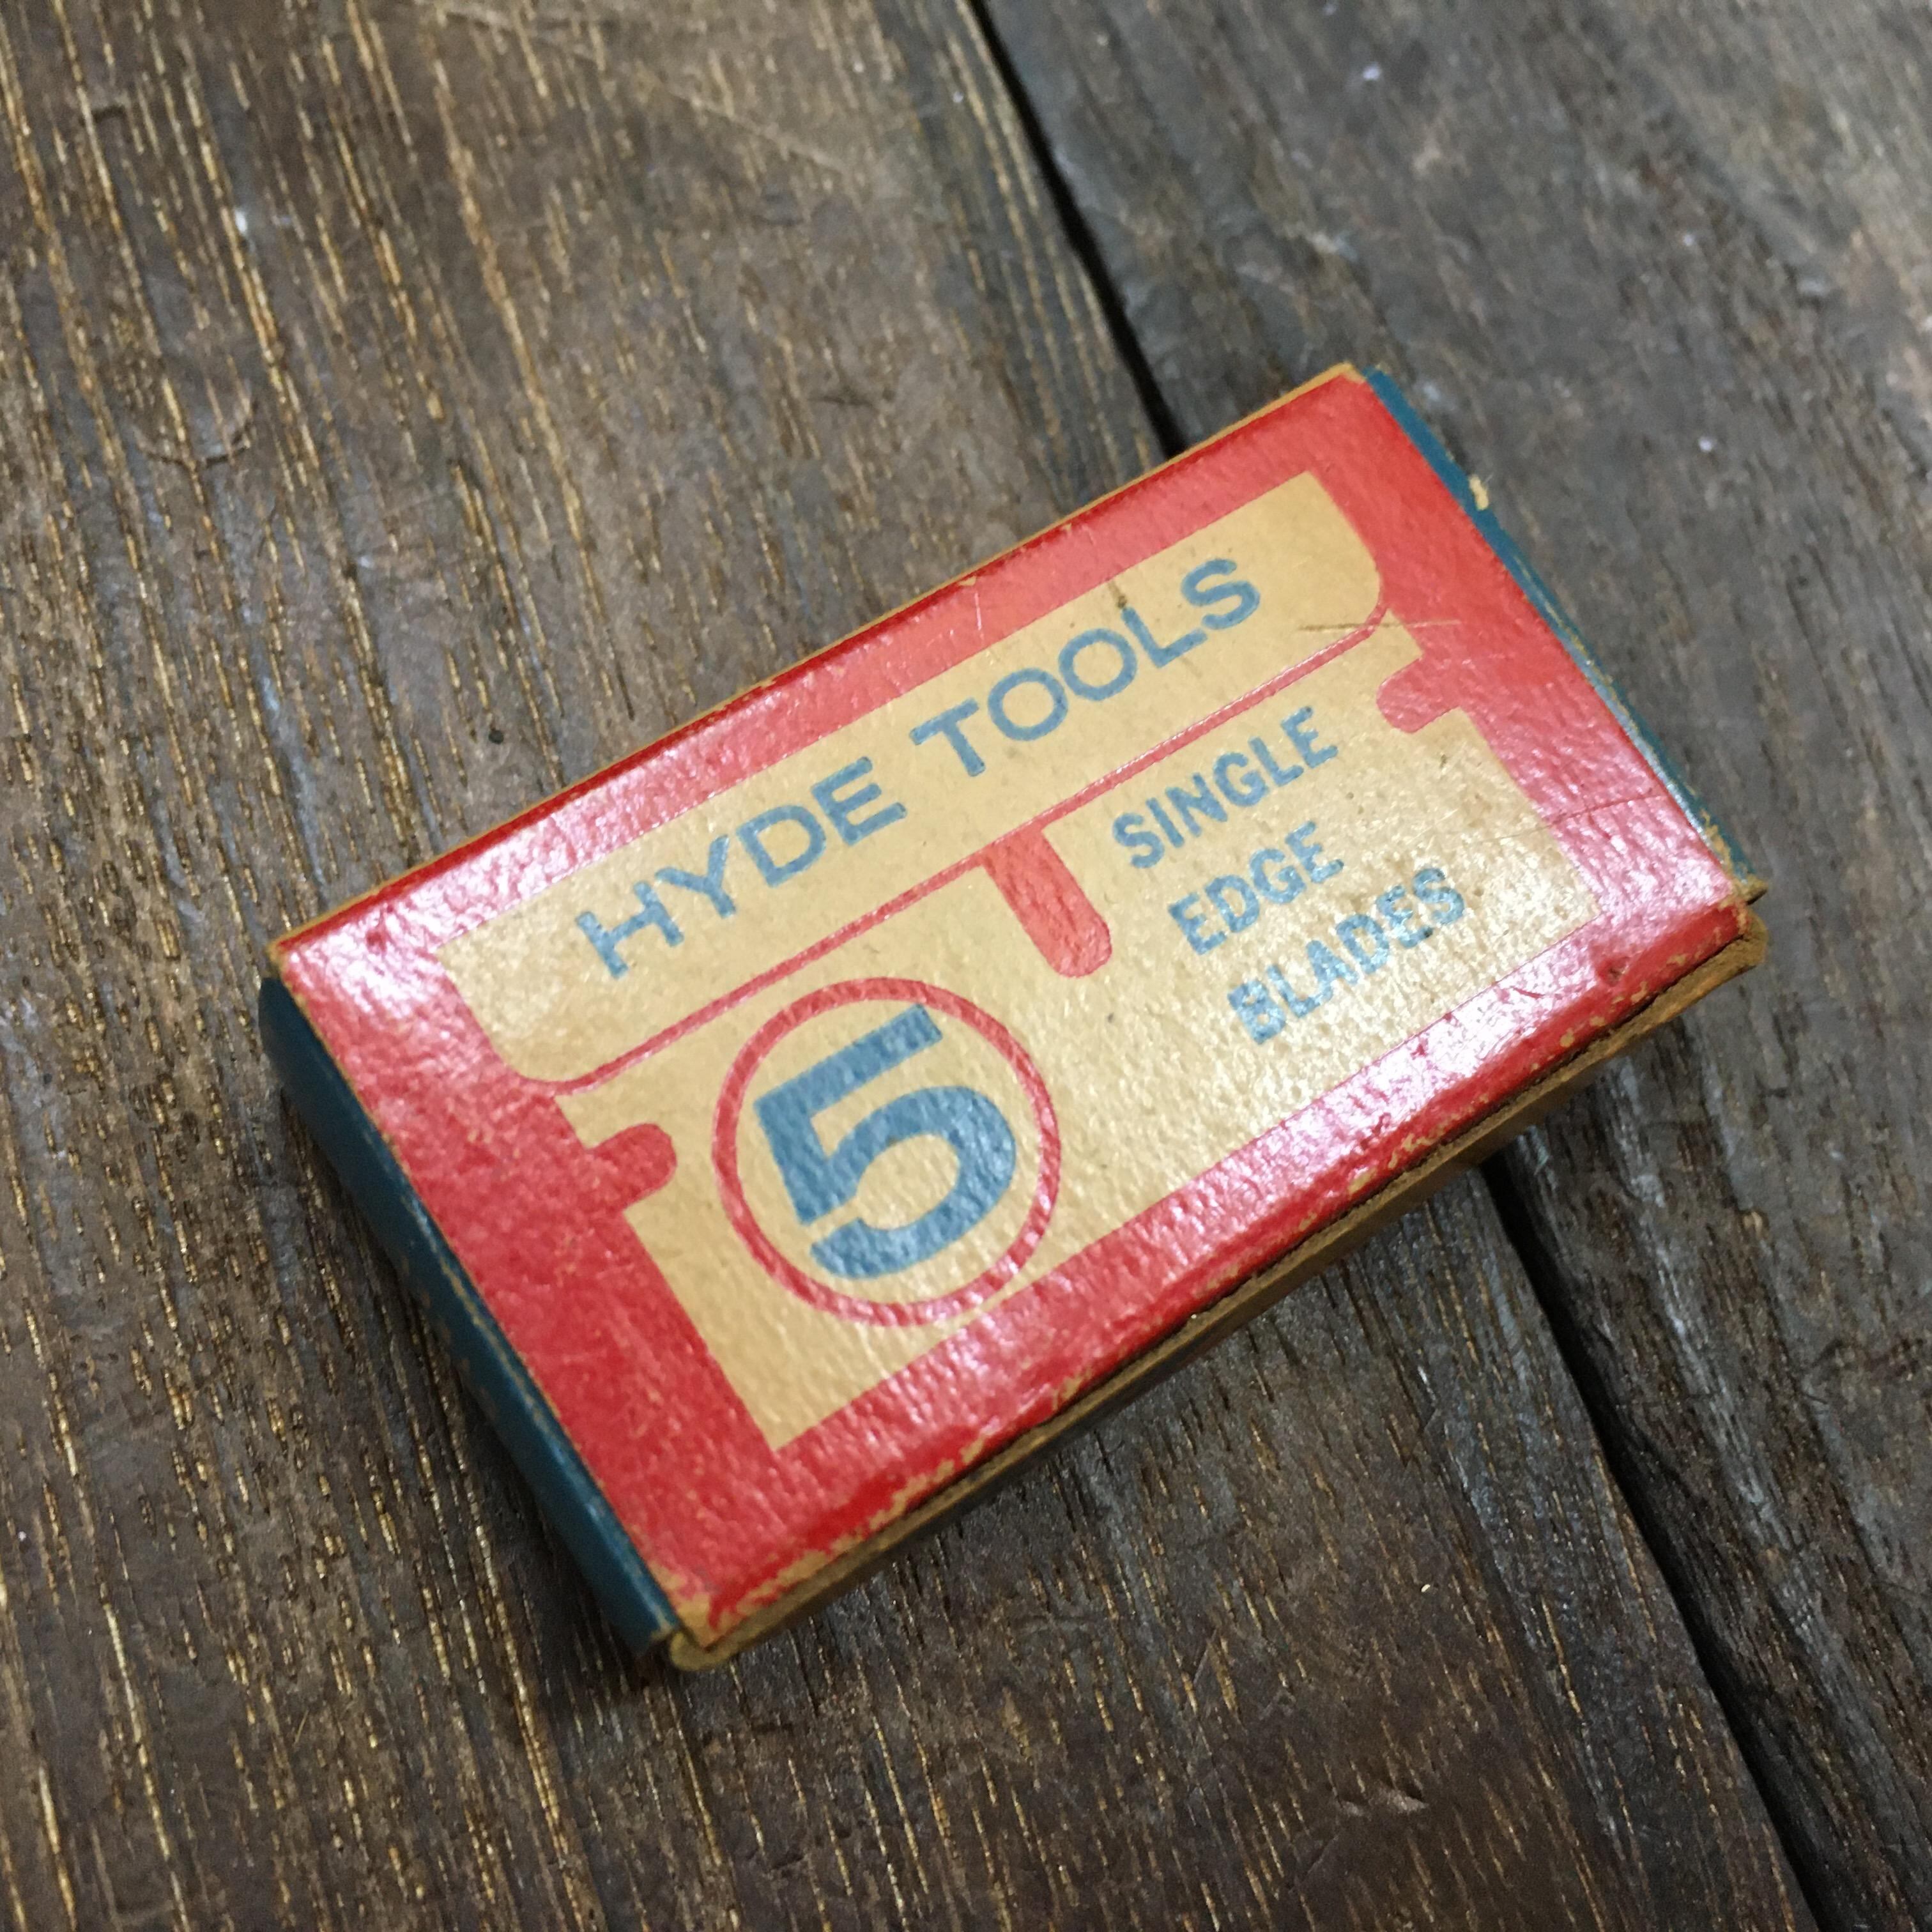 HYDE TOOLS
5
SINGLE
EDGE
BLADES